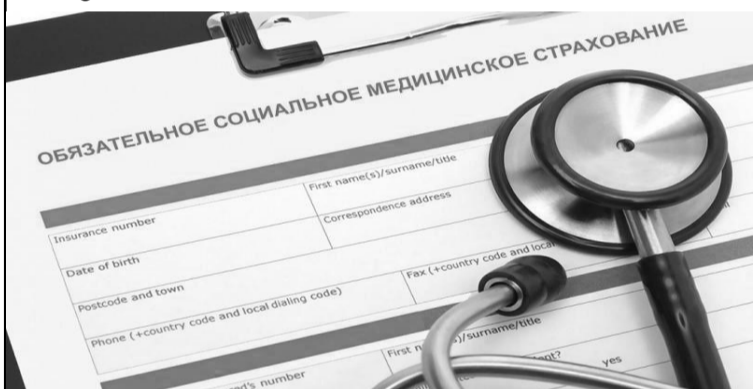 ОБЯЗАТЕЛЬНОЕ СОЦИАЛЬНОЕ МЕДИЦИНСКОЕ СТРАХОВАНИЕ
Insurance number
First name(s)/surname/title
Date of birth
Correspondence address
Postcode and town
Phone (+country code and local dialing code)
Fax (+country code and local
number
First
/surname/title
yes